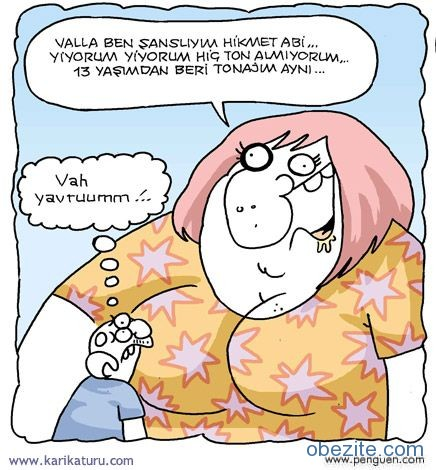 VALLA BEN ŞANSLIYIM HİKMET ABİ...
YİYORUM YİYORUM HİÇ TON ALMIYORUM...
13 YAŞIMDAN BERİ TONAJIM AYNI...
Vah
yavruumm !..
obezite.com
www.karikaturu.com
www.penguen.com